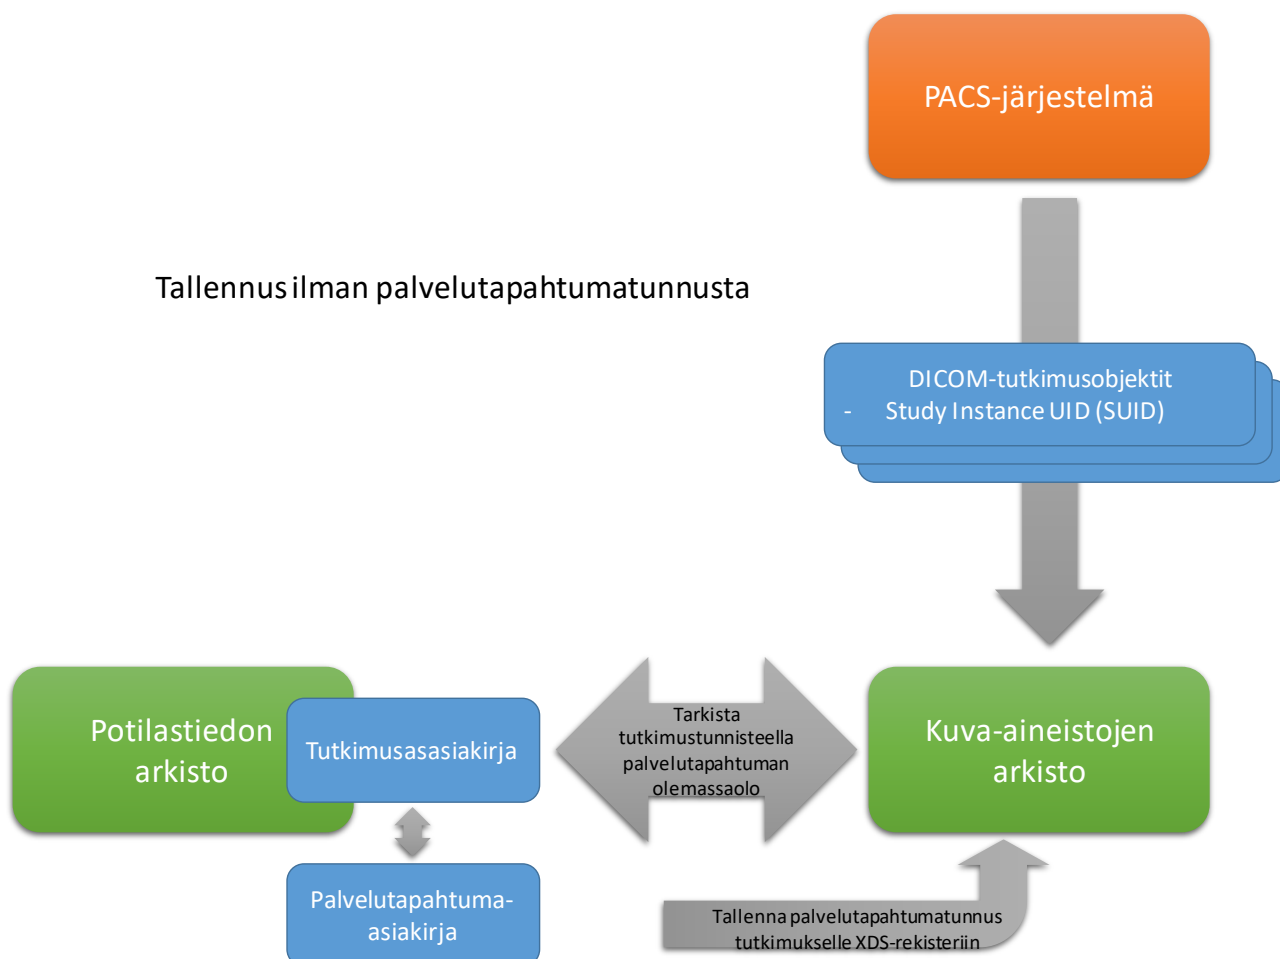 PACS-järjestelmä
Tallennus ilman palvelutapahtumatunnusta
DICOM-tutkimusobjektit
- Study Instance UID (SUID)
Potilastiedon
arkisto
Tutkimusasiakirja
Tarkista
tutkimustunnisteella
palvelutapahtuman
olemassaolo
Kuva-aineistojen
arkisto
Palvelutapahtuma-
asiakirja
Tallenna palvelutapahtumatunnus
tutkimukselle XDS-rekisteriin